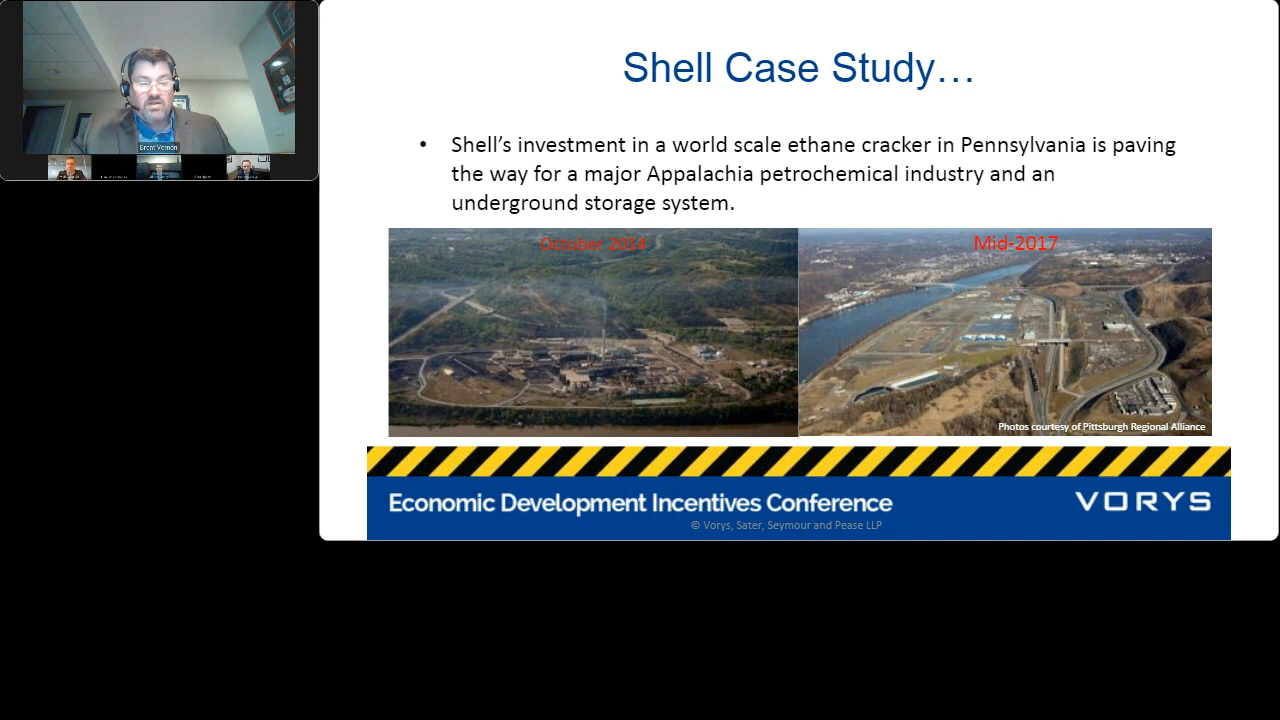 Brent Vernon
Shell Case Study…
• Shell's investment in a world scale ethane cracker in Pennsylvania is paving
the way for a major Appalachia petrochemical industry and an
underground storage system.
October 2014
Mid-2017
Photos courtesy of Pittsburgh Regional Alliance
Economic Development Incentives Conference
VORYS
© Vorys, Sater, Seymour and Pease LLP